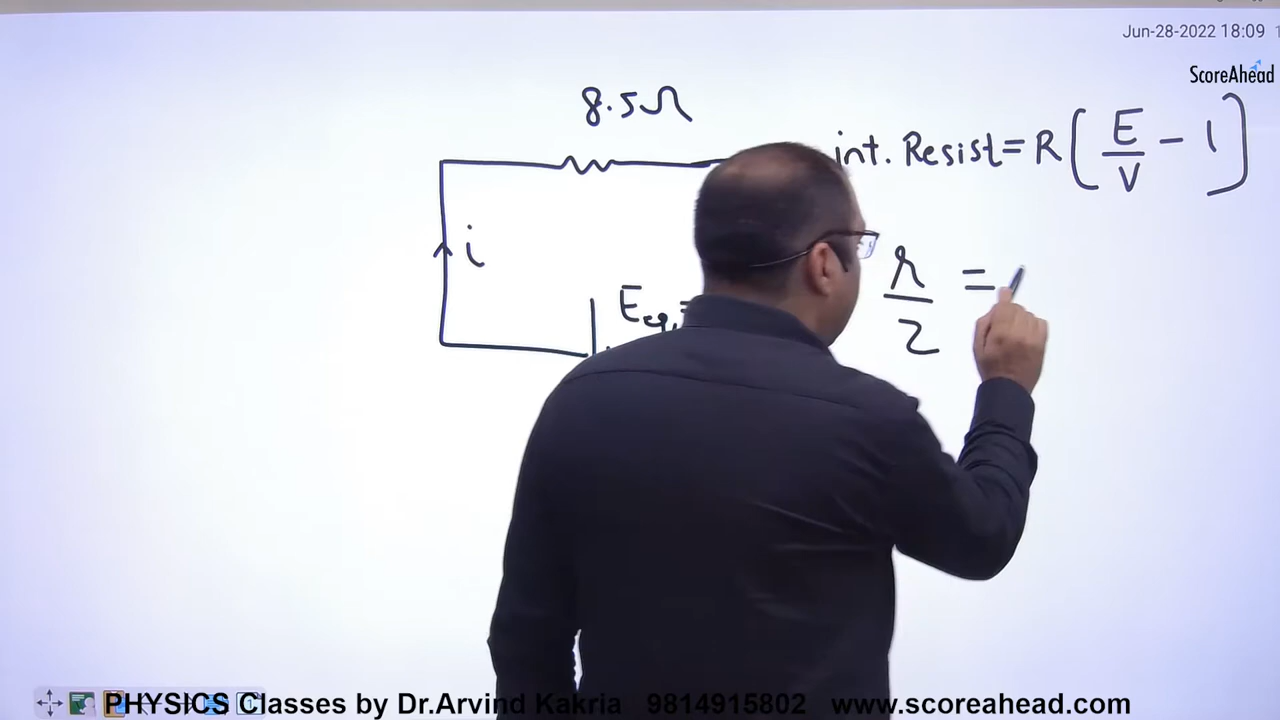 Jun-28-2022 18:09
ScoreAhead
8.5Ω
int. Resist = R [ E/V - 1 ]
i
r/2 =
E
PHYSICS Classes by Dr.Arvind Kakria 9814915802 www.scoreahead.com